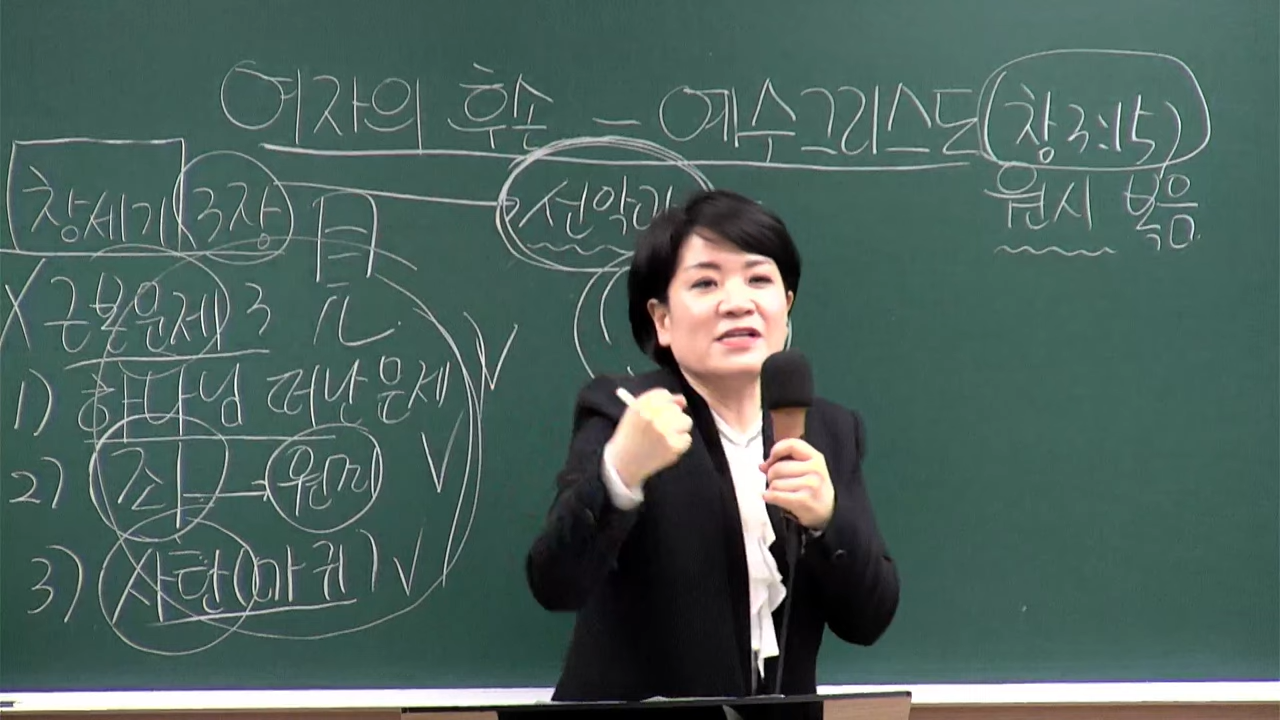 여자의 후손 - 예수그리스도 (창3:15)
창세기 3장 선악과
원시 복음
目
X 근본문제 3 元
1) 하나님 떠난 문제 V
2) 죄 → 원죄 V
3) 사탄(마귀) V